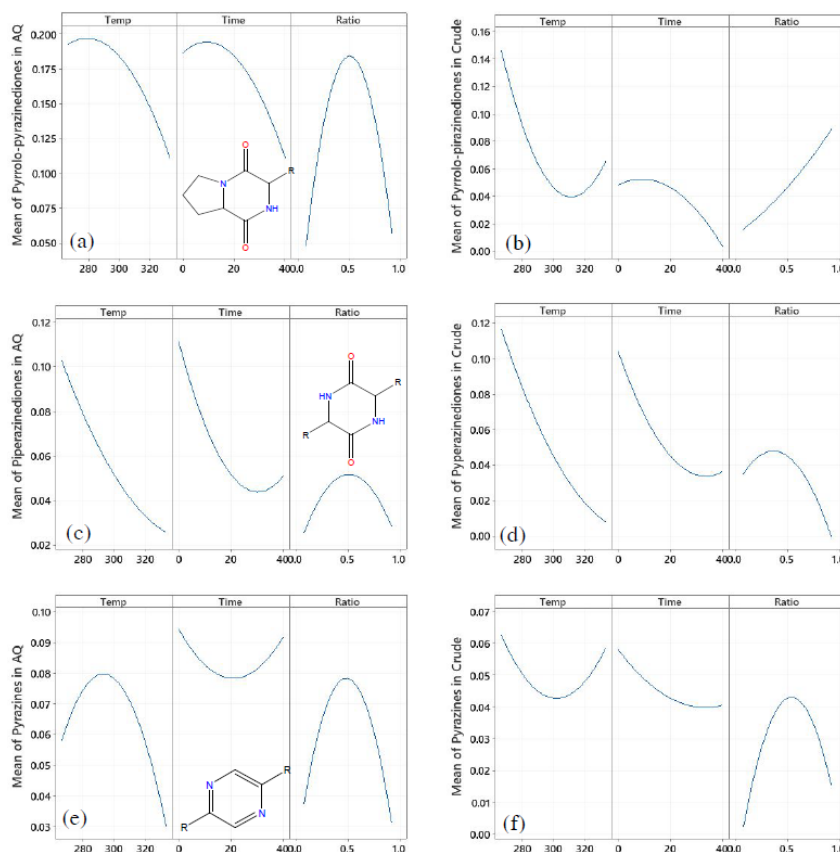 Temp Time Ratio
Mean of Pyrrolo-pyrazinediones in AQ
0.200
0.175
0.150
0.125
0.100
0.075
0.050
O
N
R
NH
O
(a)
280 300 320 0 20 40 0.0 0.5 1.0
Temp Time Ratio
Mean of Pyrrolo-pirazinediones in Crude
0.16
0.14
0.12
0.10
0.08
0.06
0.04
0.02
0.00
(b)
280 300 320 0 20 40 0.0 0.5 1.0
Temp Time Ratio
Mean of Piperazinediones in AQ
0.12
0.10
0.08
0.06
0.04
0.02
O
R
HN
NH
R
O
(c)
280 300 320 0 20 40 0.0 0.5 1.0
Temp Time Ratio
Mean of Pyperazinediones in Crude
0.12
0.10
0.08
0.06
0.04
0.02
0.00
(d)
280 300 320 0 20 40 0.0 0.5 1.0
Temp Time Ratio
Mean of Pyrazines in AQ
0.10
0.09
0.08
0.07
0.06
0.05
0.04
0.03
R
N
N
R
(e)
280 300 320 0 20 40 0.0 0.5 1.0
Temp Time Ratio
Mean of Pyrazines in Crude
0.07
0.06
0.05
0.04
0.03
0.02
0.01
0.00
(f)
280 300 320 0 20 40 0.0 0.5 1.0